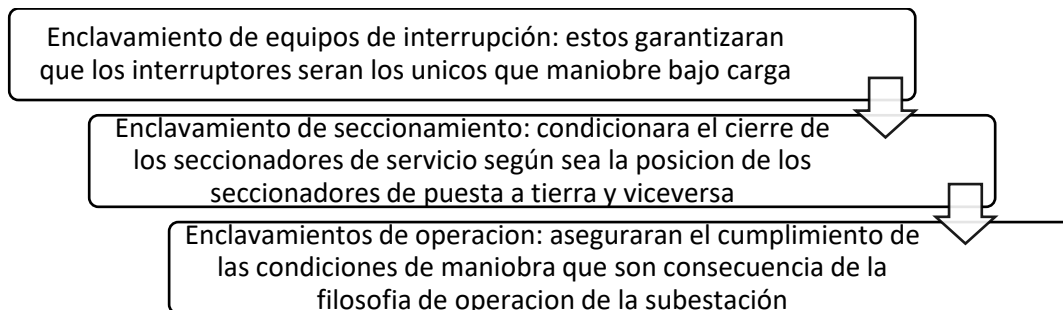 Enclavamiento de equipos de interrupción: estos garantizaran
que los interruptores seran los unicos que maniobre bajo carga
Enclavamiento de seccionamiento: condicionara el cierre de
los seccionadores de servicio según sea la posicion de los
seccionadores de puesta a tierra y viceversa
Enclavamientos de operacion: aseguraran el cumplimiento de
las condiciones de maniobra que son consecuencia de la
filosofia de operacion de la subestación